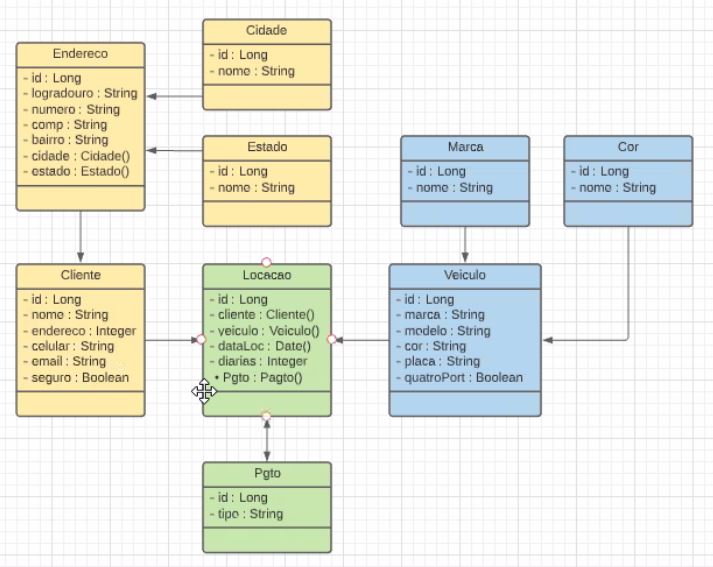 Cidade
- id : Long
- nome : String
Endereco
- id : Long
- logradouro : String
- numero : String
- comp : String
- bairro : String
- cidade : Cidade()
- estado : Estado()
Estado
- id : Long
- nome : String
Marca
- id : Long
- nome : String
Cor
- id : Long
- nome : String
Cliente
- id : Long
- nome : String
- endereco : Integer
- celular : String
- email : String
- seguro : Boolean
Locacao
- id : Long
- cliente : Cliente()
- veiculo : Veiculo()
- dataLoc : Date()
- diarias : Integer
• Pgto : Pagto()
Veiculo
- id : Long
- marca : String
- modelo : String
- cor : String
- placa : String
- quatroPort : Boolean
Pgto
- id : Long
- tipo : String